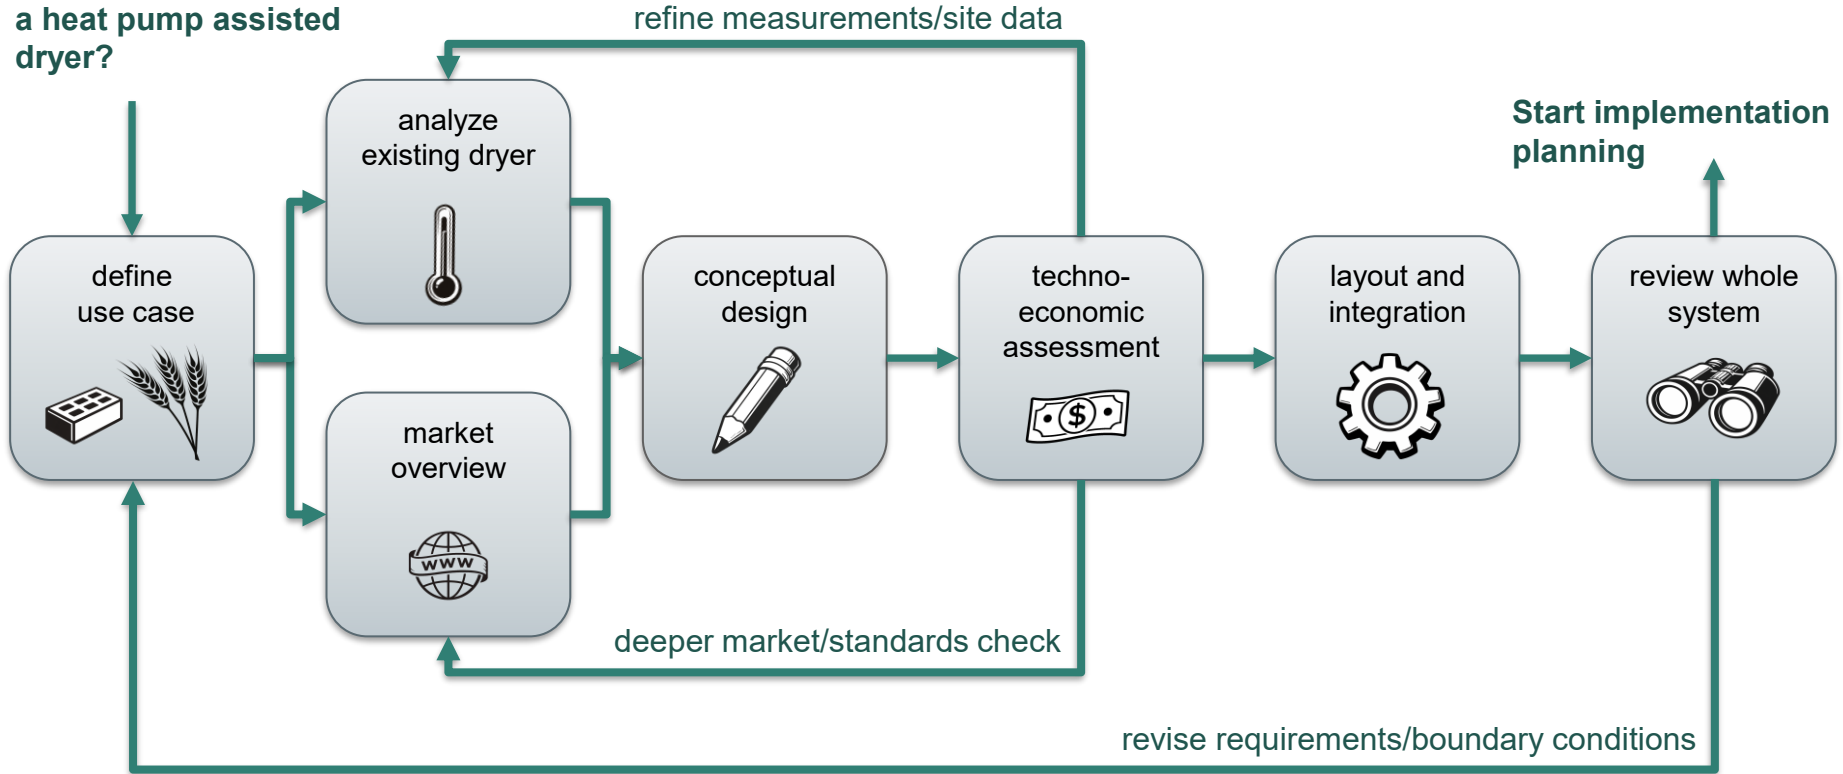 a heat pump assisted
dryer?
refine measurements/site data
analyze
existing dryer
Start implementation
planning
define
use case
conceptual
design
techno-
economic
assessment
$
layout and
integration
review whole
system
market
overview
WWW
deeper market/standards check
revise requirements/boundary conditions